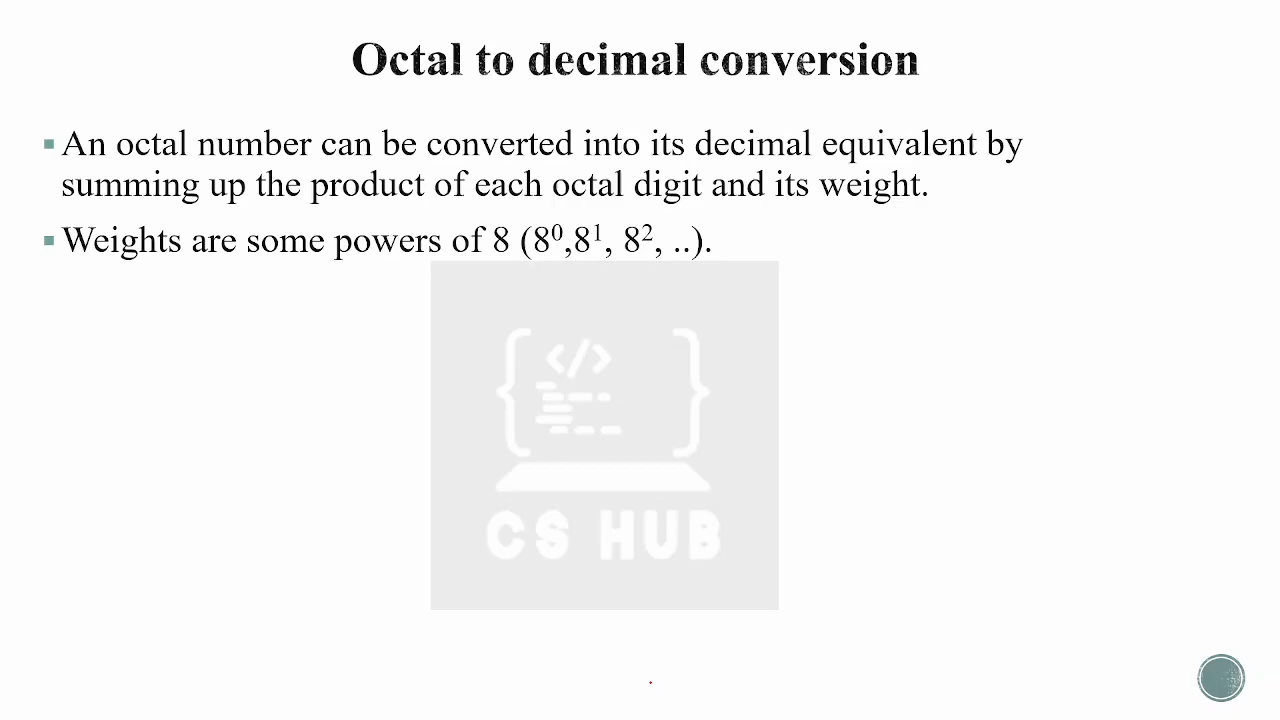 Octal to decimal conversion
▪ An octal number can be converted into its decimal equivalent by
summing up the product of each octal digit and its weight.
▪ Weights are some powers of 8 (8⁰,8¹, 8², ..).
</>
CS HUB